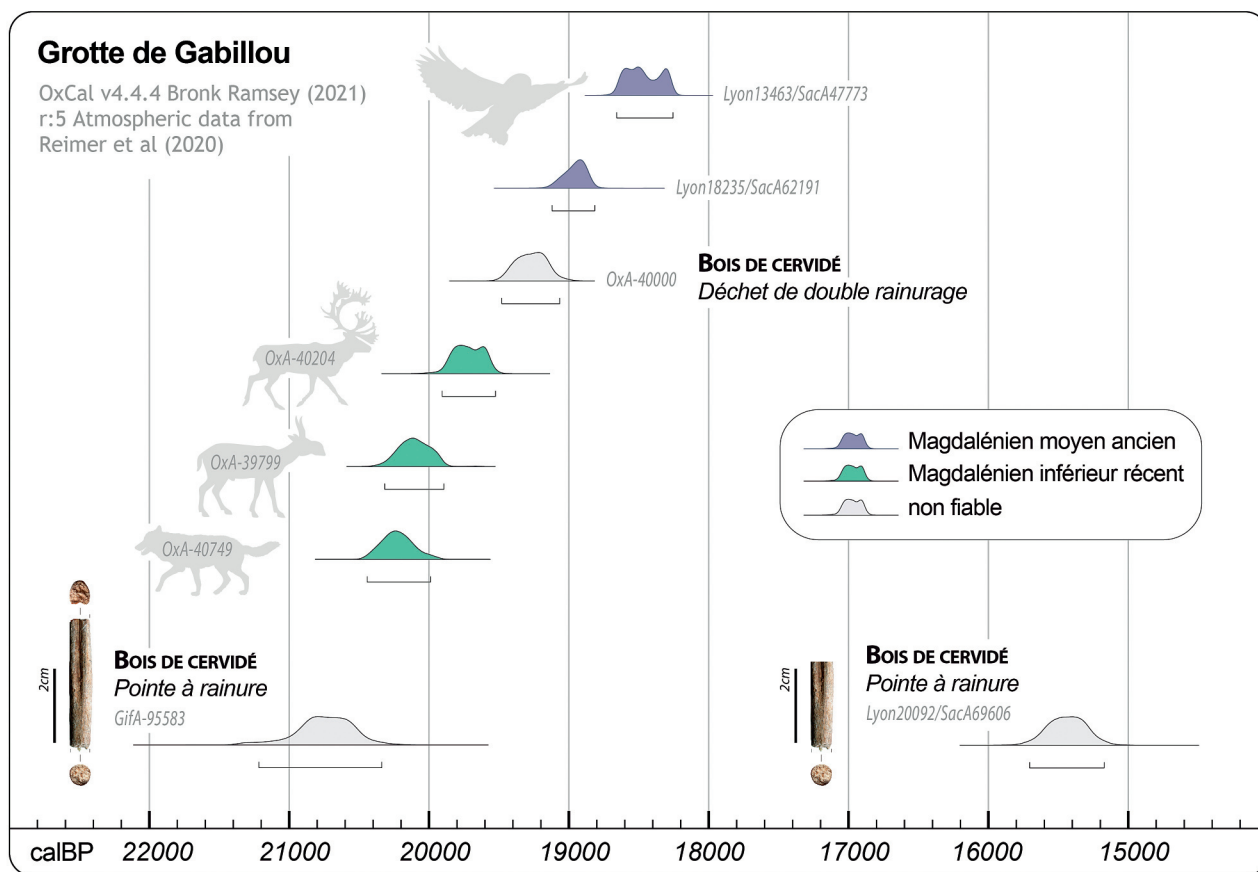 Grotte de Gabillou
OxCal v4.4.4 Bronk Ramsey (2021)
r:5 Atmospheric data from
Reimer et al (2020)
Lyon13463/SacA47773
Lyon18235/SacA62191
OxA-40000
BOIS DE CERVIDÉ
Déchet de double rainurage
OxA-40204
OxA-39799
OxA-40749
Magdalénien moyen ancien
Magdalénien inférieur récent
non fiable
2cm
BOIS DE CERVIDÉ
Pointe à rainure
GifA-95583
2cm
BOIS DE CERVIDÉ
Pointe à rainure
Lyon20092/SacA69606
calBP 22000 21000 20000 19000 18000 17000 16000 15000